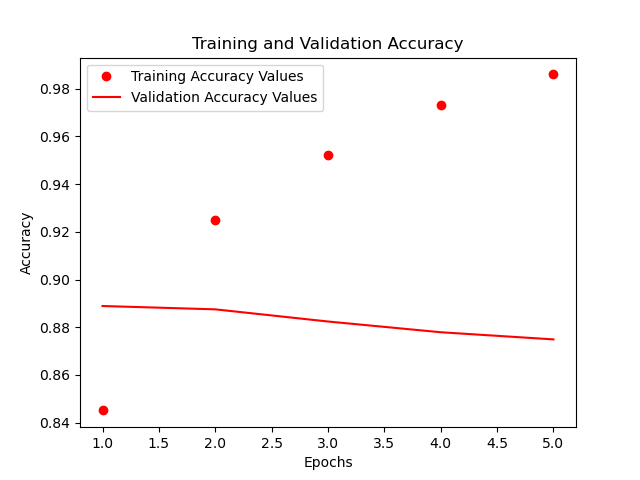 Training and Validation Accuracy
Training Accuracy Values
Validation Accuracy Values
0.98
0.96
0.94
0.92
0.90
0.88
0.86
0.84
Accuracy
1.0 1.5 2.0 2.5 3.0 3.5 4.0 4.5 5.0
Epochs